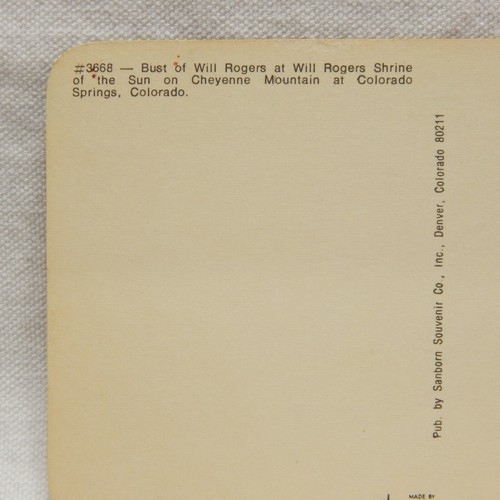 #3668 — Bust of Will Rogers at Will Rogers Shrine
of the Sun on Cheyenne Mountain at Colorado
Springs, Colorado.
Pub. by Sanborn Souvenir Co., Inc., Denver, Colorado 80211
MADE BY